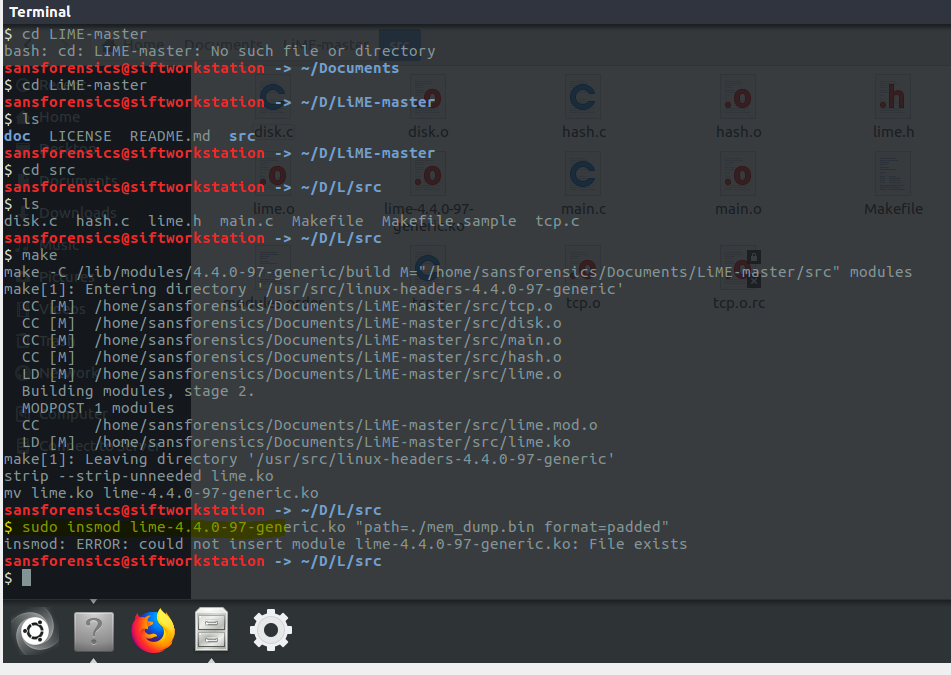 Terminal
$ cd LIME-master
bash: cd: LIME-master: No such file or directory
sansforensics@siftworkstation -> ~/Documents
$ cd LiME-master
sansforensics@siftworkstation -> ~/D/LiME-master
$ ls
doc  LICENSE  README.md  src
sansforensics@siftworkstation -> ~/D/LiME-master
$ cd src
sansforensics@siftworkstation -> ~/D/L/src
$ ls
disk.c  hash.c  lime.h  main.c  Makefile  Makefile.sample  tcp.c
sansforensics@siftworkstation -> ~/D/L/src
$ make
make -C /lib/modules/4.4.0-97-generic/build M="/home/sansforensics/Documents/LiME-master/src" modules
make[1]: Entering directory '/usr/src/linux-headers-4.4.0-97-generic'
  CC [M]  /home/sansforensics/Documents/LiME-master/src/tcp.o
  CC [M]  /home/sansforensics/Documents/LiME-master/src/disk.o
  CC [M]  /home/sansforensics/Documents/LiME-master/src/main.o
  CC [M]  /home/sansforensics/Documents/LiME-master/src/hash.o
  LD [M]  /home/sansforensics/Documents/LiME-master/src/lime.o
  Building modules, stage 2.
  MODPOST 1 modules
  CC      /home/sansforensics/Documents/LiME-master/src/lime.mod.o
  LD [M]  /home/sansforensics/Documents/LiME-master/src/lime.ko
make[1]: Leaving directory '/usr/src/linux-headers-4.4.0-97-generic'
strip --strip-unneeded lime.ko
mv lime.ko lime-4.4.0-97-generic.ko
sansforensics@siftworkstation -> ~/D/L/src
$ sudo insmod lime-4.4.0-97-generic.ko "path=./mem_dump.bin format=padded"
insmod: ERROR: could not insert module lime-4.4.0-97-generic.ko: File exists
sansforensics@siftworkstation -> ~/D/L/src
$
Home
Documents
Downloads
Computer
disk.c
disk.o
hash.c
hash.o
lime.h
lime.o
lime-4.4.0-97-
generic.ko
main.c
main.o
Makefile
tcp.o
tcp.o.rc